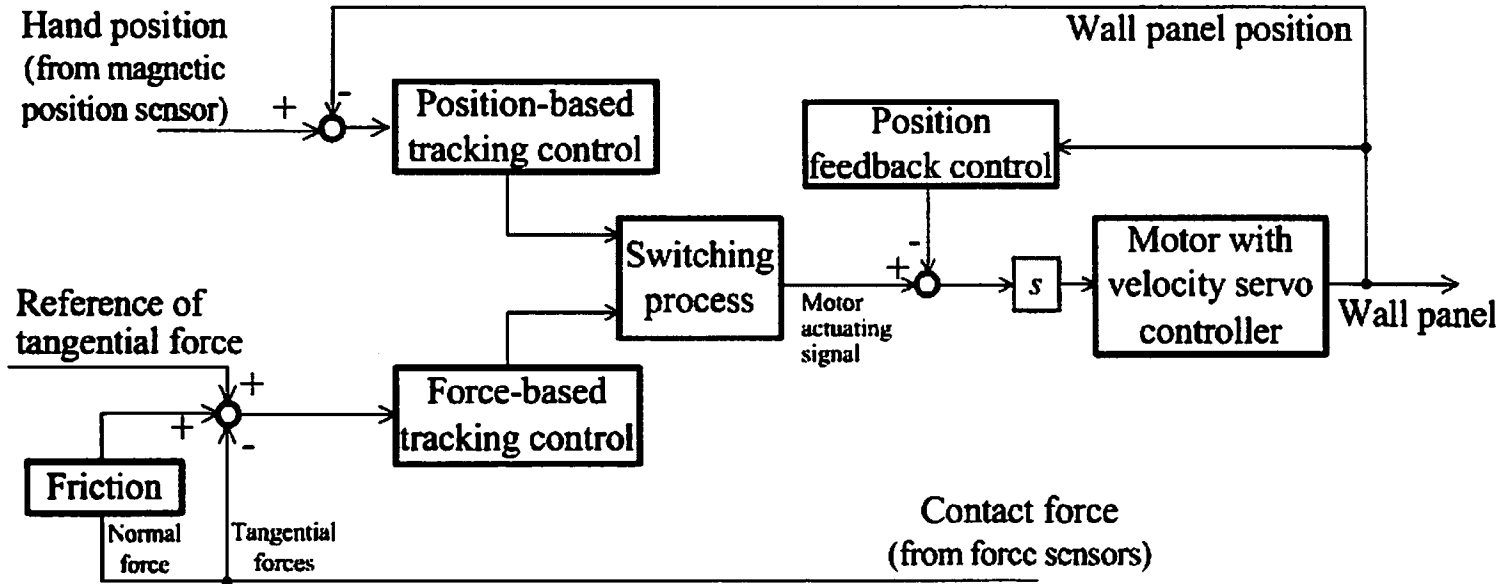 Hand position
(from magnetic
position sensor)
+
-
Position-based
tracking control
Wall panel position
Position
feedback control
Switching
process
Motor
actuating
signal
+
-
s
Motor with
velocity servo
controller
Wall panel
Reference of
tangential force
+
+
-
Force-based
tracking control
Friction
Normal
force
Tangential
forces
Contact force
(from force sensors)